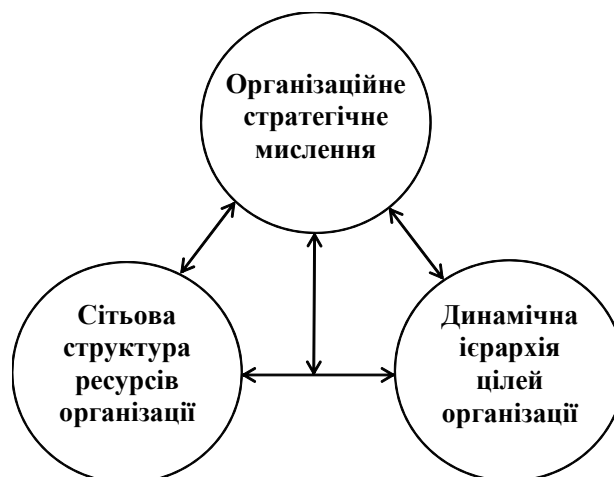 Організаційне
стратегічне
мислення
Сітьова
структура
ресурсів
організації
Динамічна
ієрархія
цілей
організації